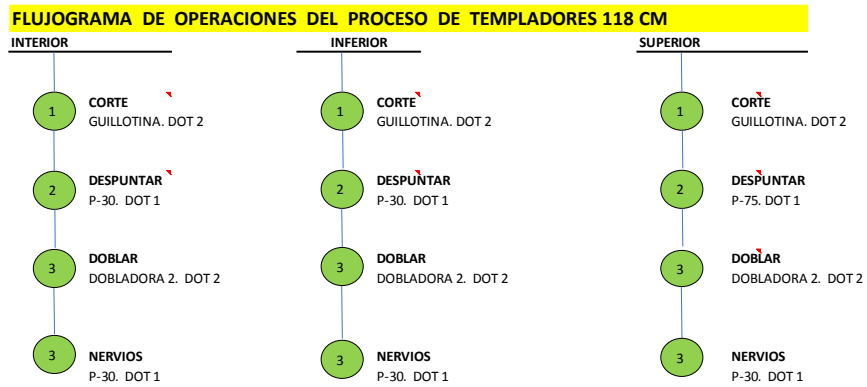 FLUJOGRAMA DE OPERACIONES DEL PROCESO DE TEMPLADORES 118 CM
INTERIOR
1
CORTE
GUILLOTINA. DOT 2
2
DESPUNTAR
P-30. DOT 1
3
DOBLAR
DOBLADORA 2. DOT 2
3
NERVIOS
P-30. DOT 1
INFERIOR
1
CORTE
GUILLOTINA. DOT 2
2
DESPUNTAR
P-30. DOT 1
3
DOBLAR
DOBLADORA 2. DOT 2
3
NERVIOS
P-30. DOT 1
SUPERIOR
1
CORTE
GUILLOTINA. DOT 2
2
DESPUNTAR
P-75. DOT 1
3
DOBLAR
DOBLADORA 2. DOT 2
3
NERVIOS
P-30. DOT 1